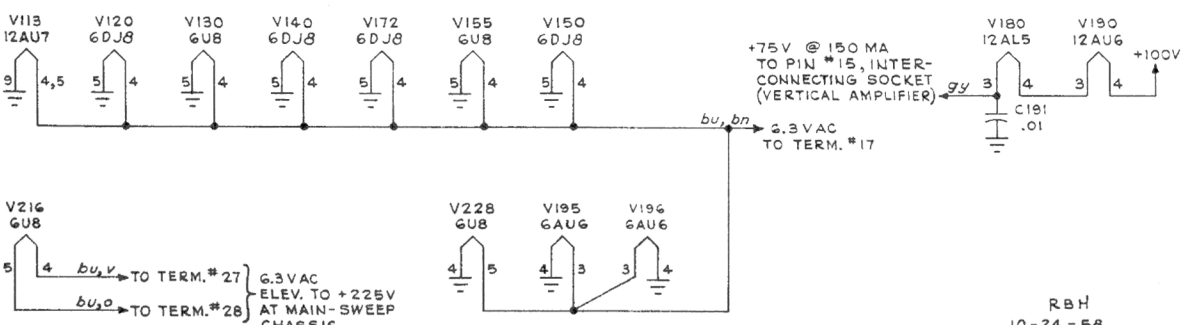 V113
12AU7
V120
6DJ8
V130
6U8
V140
6DJ8
V172
6DJ8
V155
6U8
V150
6DJ8
9
4,5
5
4
5
4
5
4
5
4
5
4
5
4
bu, bn
6.3 VAC
TO TERM. #17
+75V @ 150 MA
TO PIN #15, INTER-
CONNECTING SOCKET
(VERTICAL AMPLIFIER)
gy
V180
12AL5
V190
12AU6
+100V
3
4
3
4
C191
.01
V216
6U8
5
4
bu, v
TO TERM. #27
bu, o
TO TERM. #28
6.3 VAC
ELEV. TO +225V
AT MAIN-SWEEP
CHASSIS
V228
6U8
V195
6AU6
V196
6AU6
4
5
4
3
3
4
RBH
10-24-58